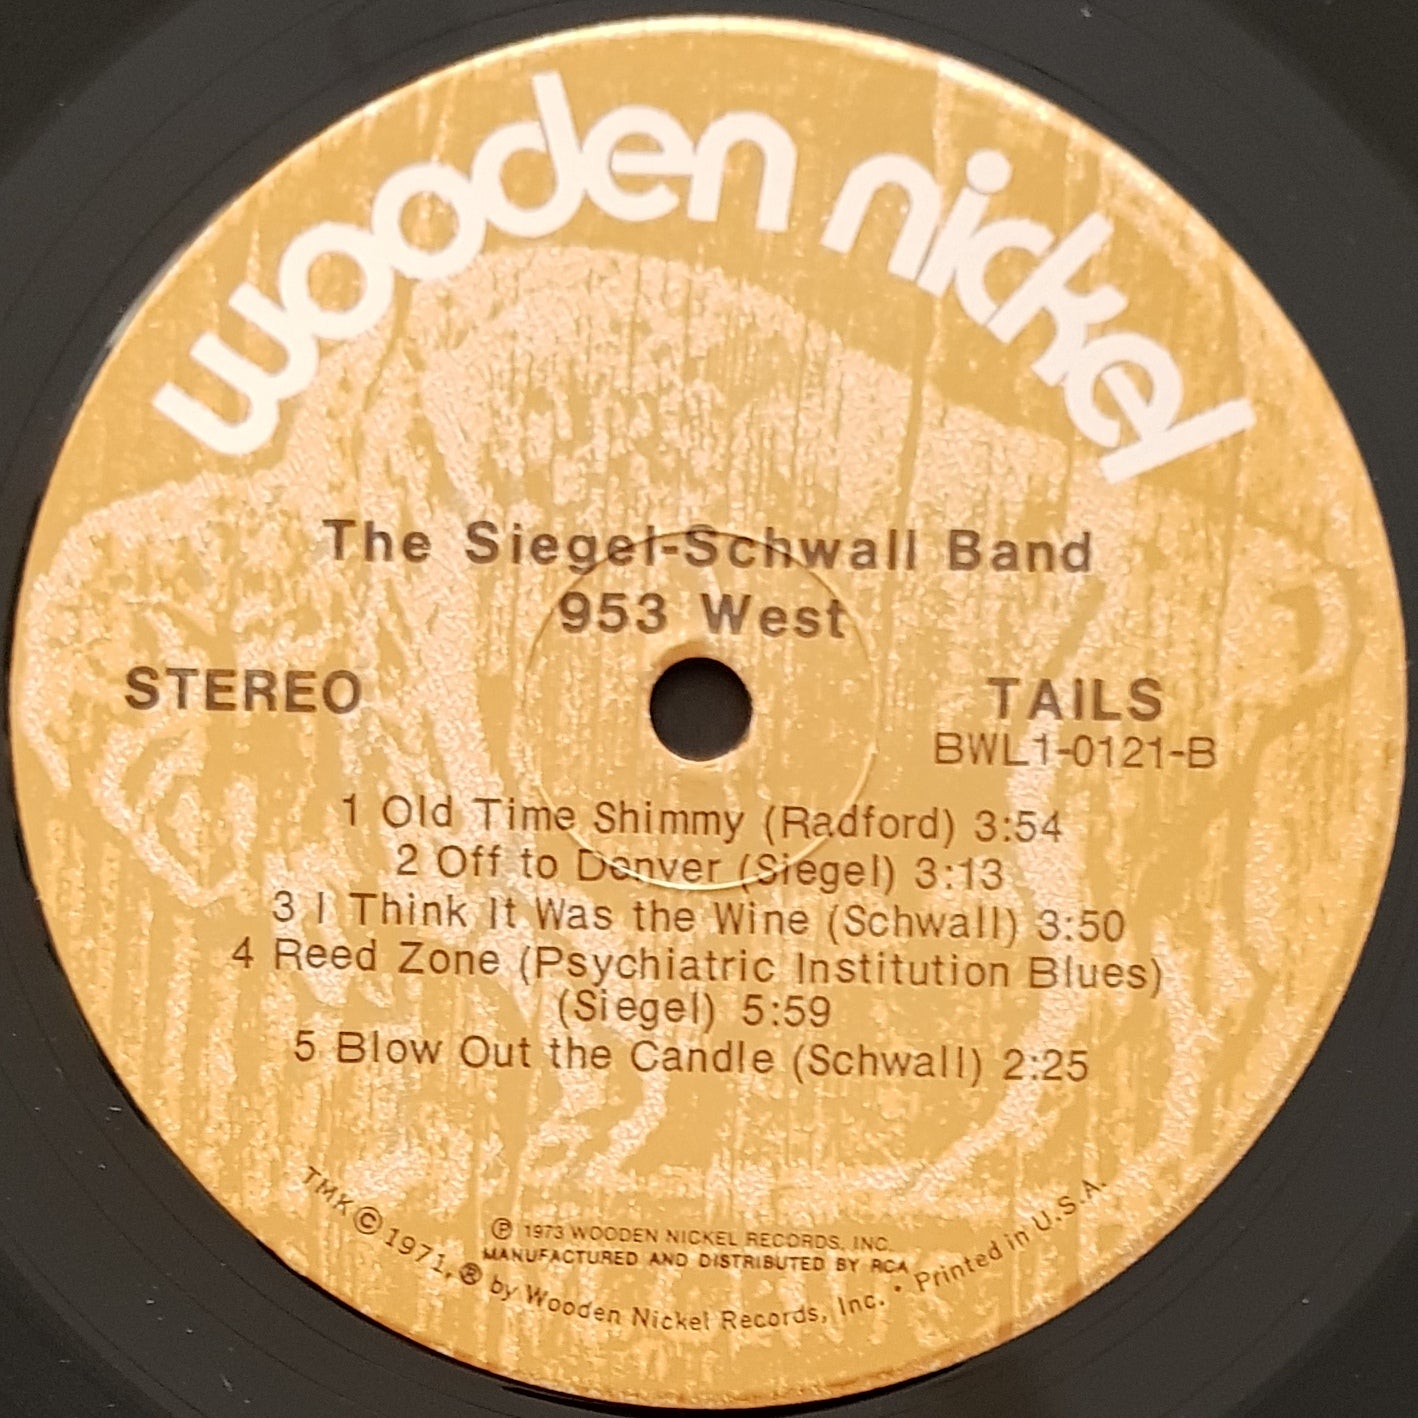 wooden nickel
The Siegel-Schwall Band
953 West
STEREO
TAILS
BWL1-0121-B
1 Old Time Shimmy (Radford) 3:54
2 Off to Denver (Siegel) 3:13
3 I Think It Was the Wine (Schwall) 3:50
4 Reed Zone (Psychiatric Institution Blues)
(Siegel) 5:59
5 Blow Out the Candle (Schwall) 2:25
℗ 1973 WOODEN NICKEL RECORDS, INC.
MANUFACTURED AND DISTRIBUTED BY RCA
TMK © 1971, ® by Wooden Nickel Records, Inc. • Printed in U.S.A.